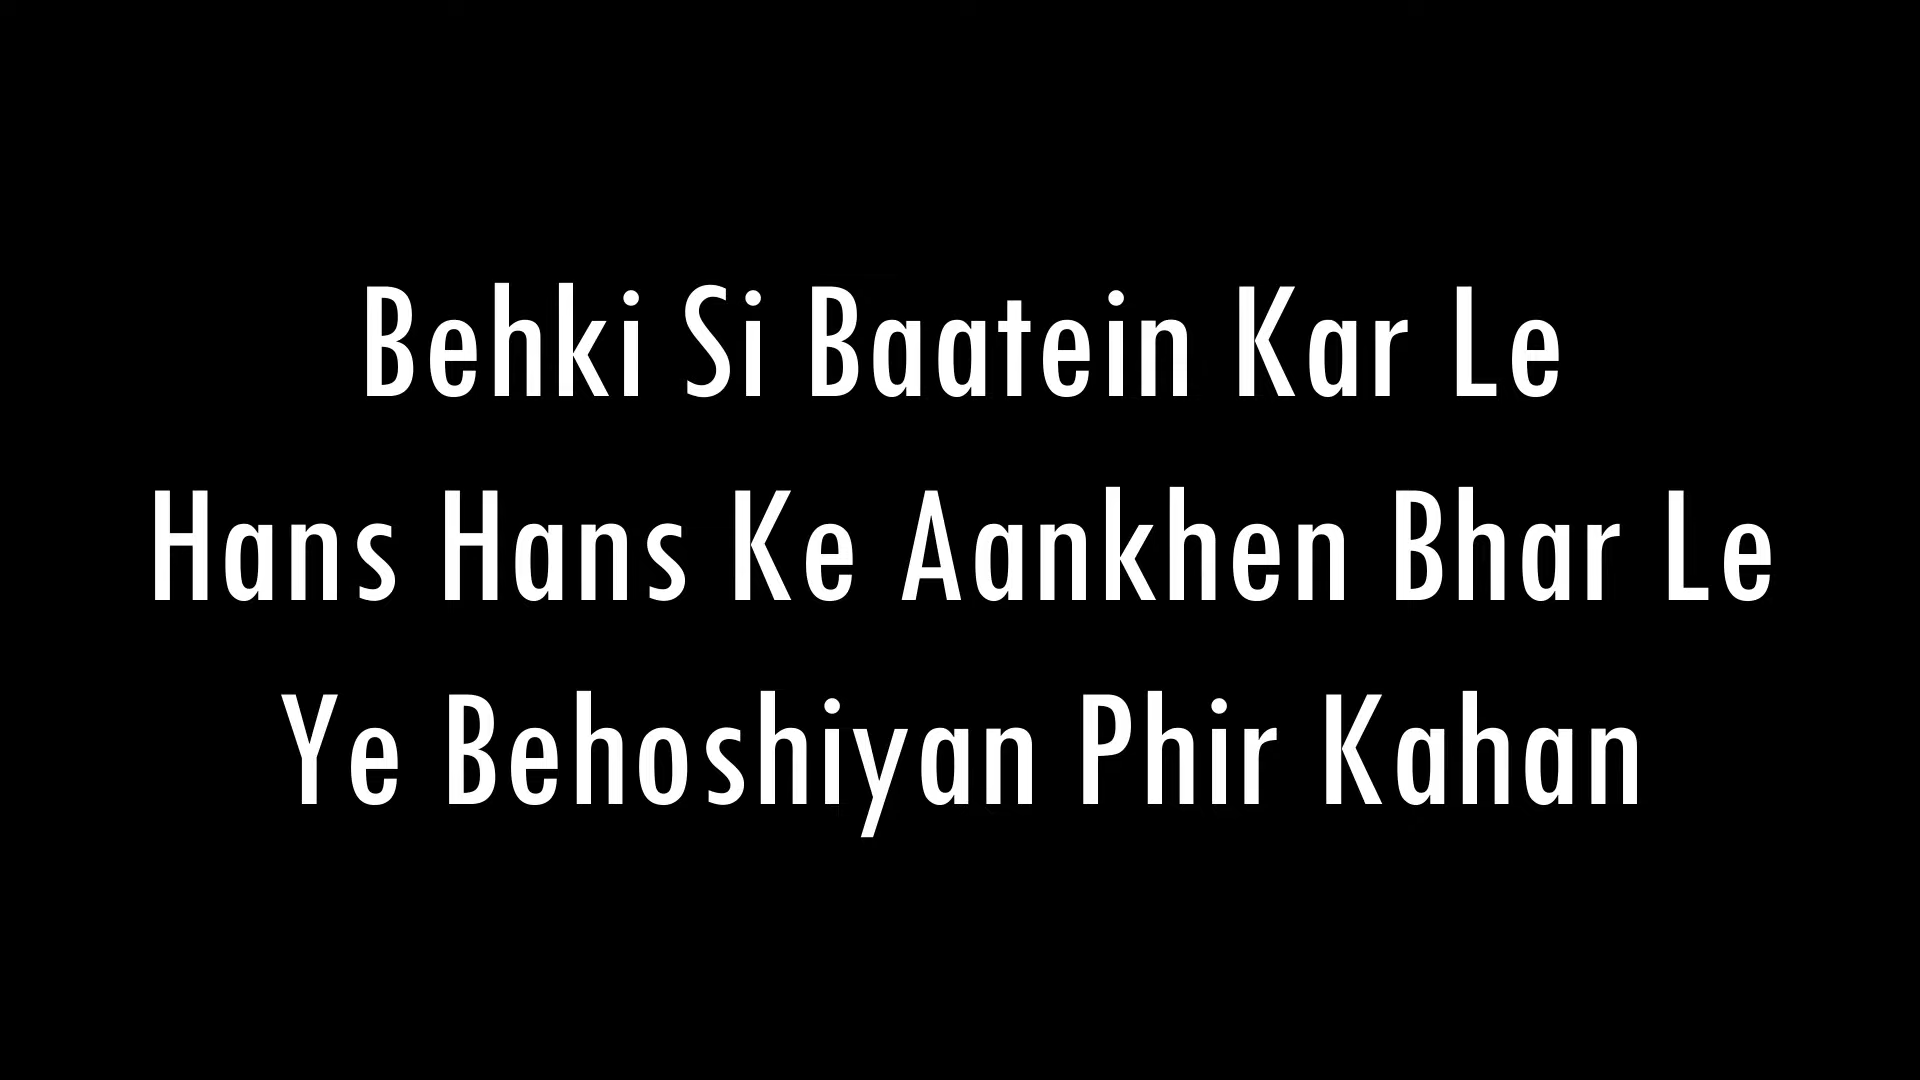 Behki Si Baatein Kar Le
Hans Hans Ke Aankhen Bhar Le
Ye Behoshiyan Phir Kahan